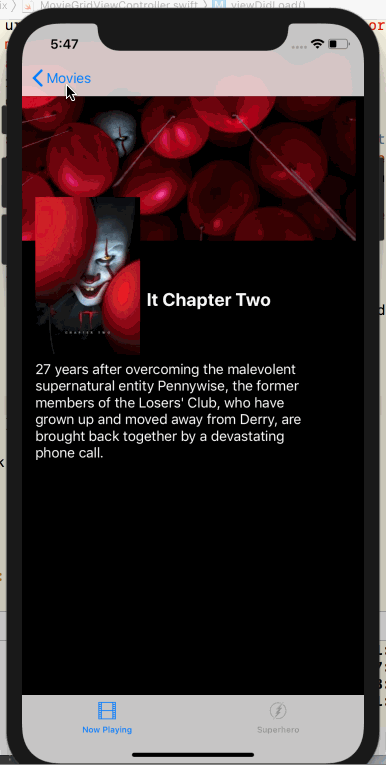 MovieGridViewController.swift
viewDidLoad()
5:47
Movies
IT
CHAPTER TWO
It Chapter Two
27 years after overcoming the malevolent
supernatural entity Pennywise, the former
members of the Losers' Club, who have
grown up and moved away from Derry, are
brought back together by a devastating
phone call.
Now Playing
Superhero